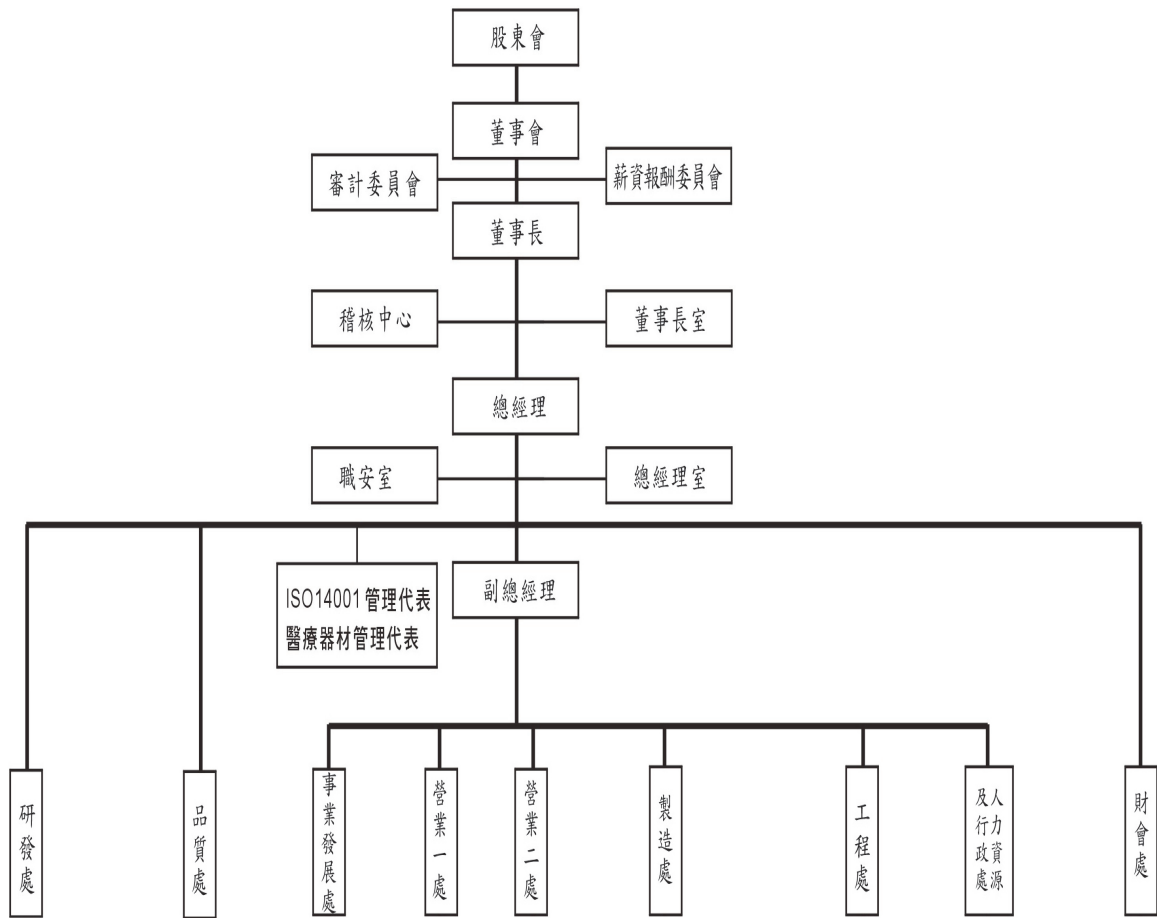 股東會
董事會
審計委員會
薪資報酬委員會
董事長
稽核中心
董事長室
總經理
職安室
總經理室
ISO14001 管理代表
醫療器材管理代表
副總經理
研發處
品質處
事業發展處
營業一處
營業二處
製造處
工程處
人力資源
及行政處
財會處